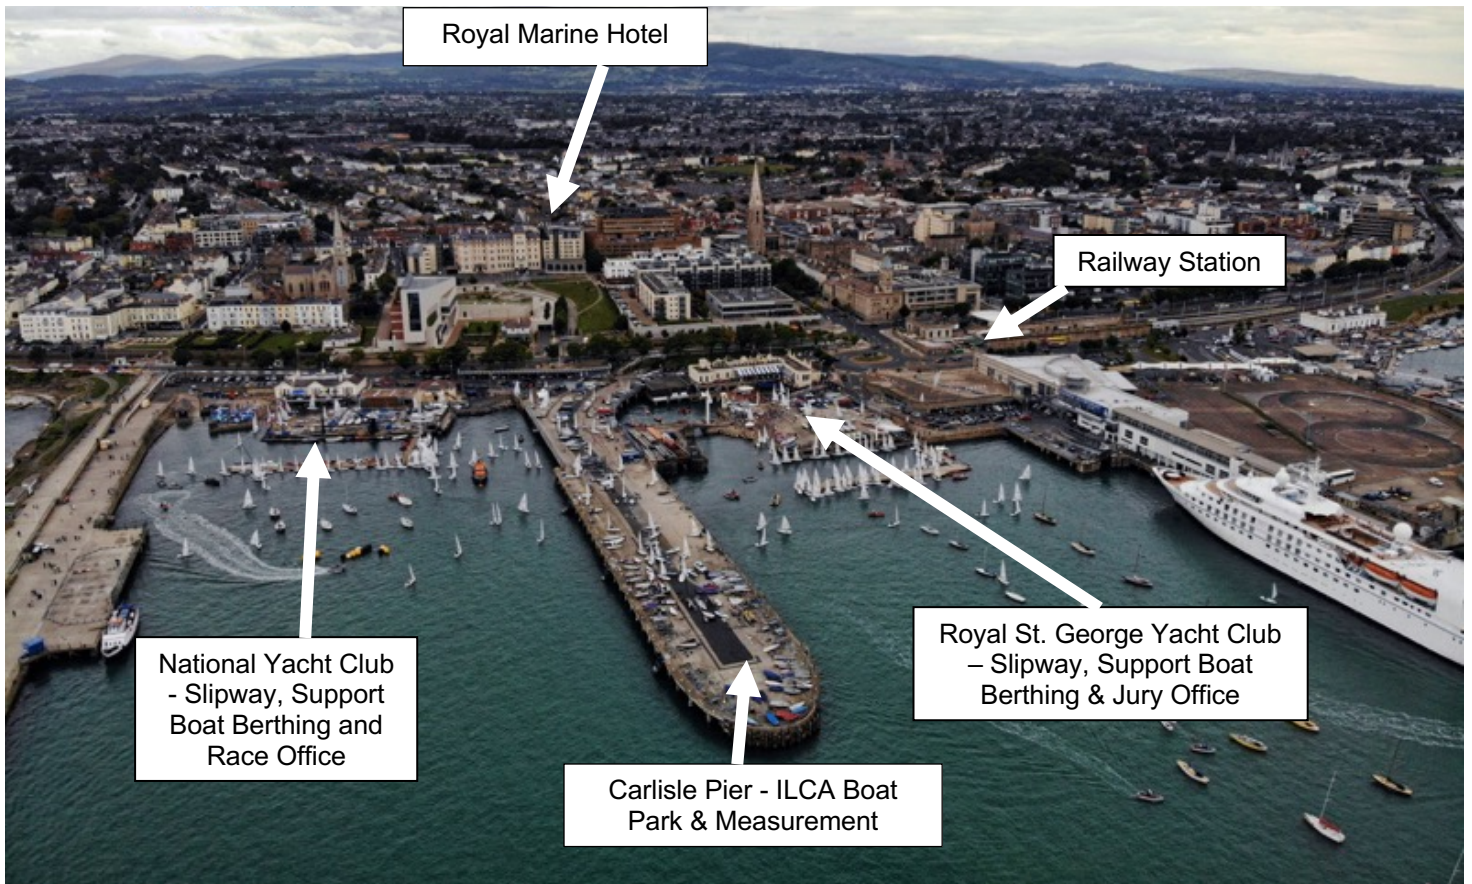 Royal Marine Hotel
Railway Station
National Yacht Club
- Slipway, Support
Boat Berthing and
Race Office
Royal St. George Yacht Club
– Slipway, Support Boat
Berthing & Jury Office
Carlisle Pier - ILCA Boat
Park & Measurement